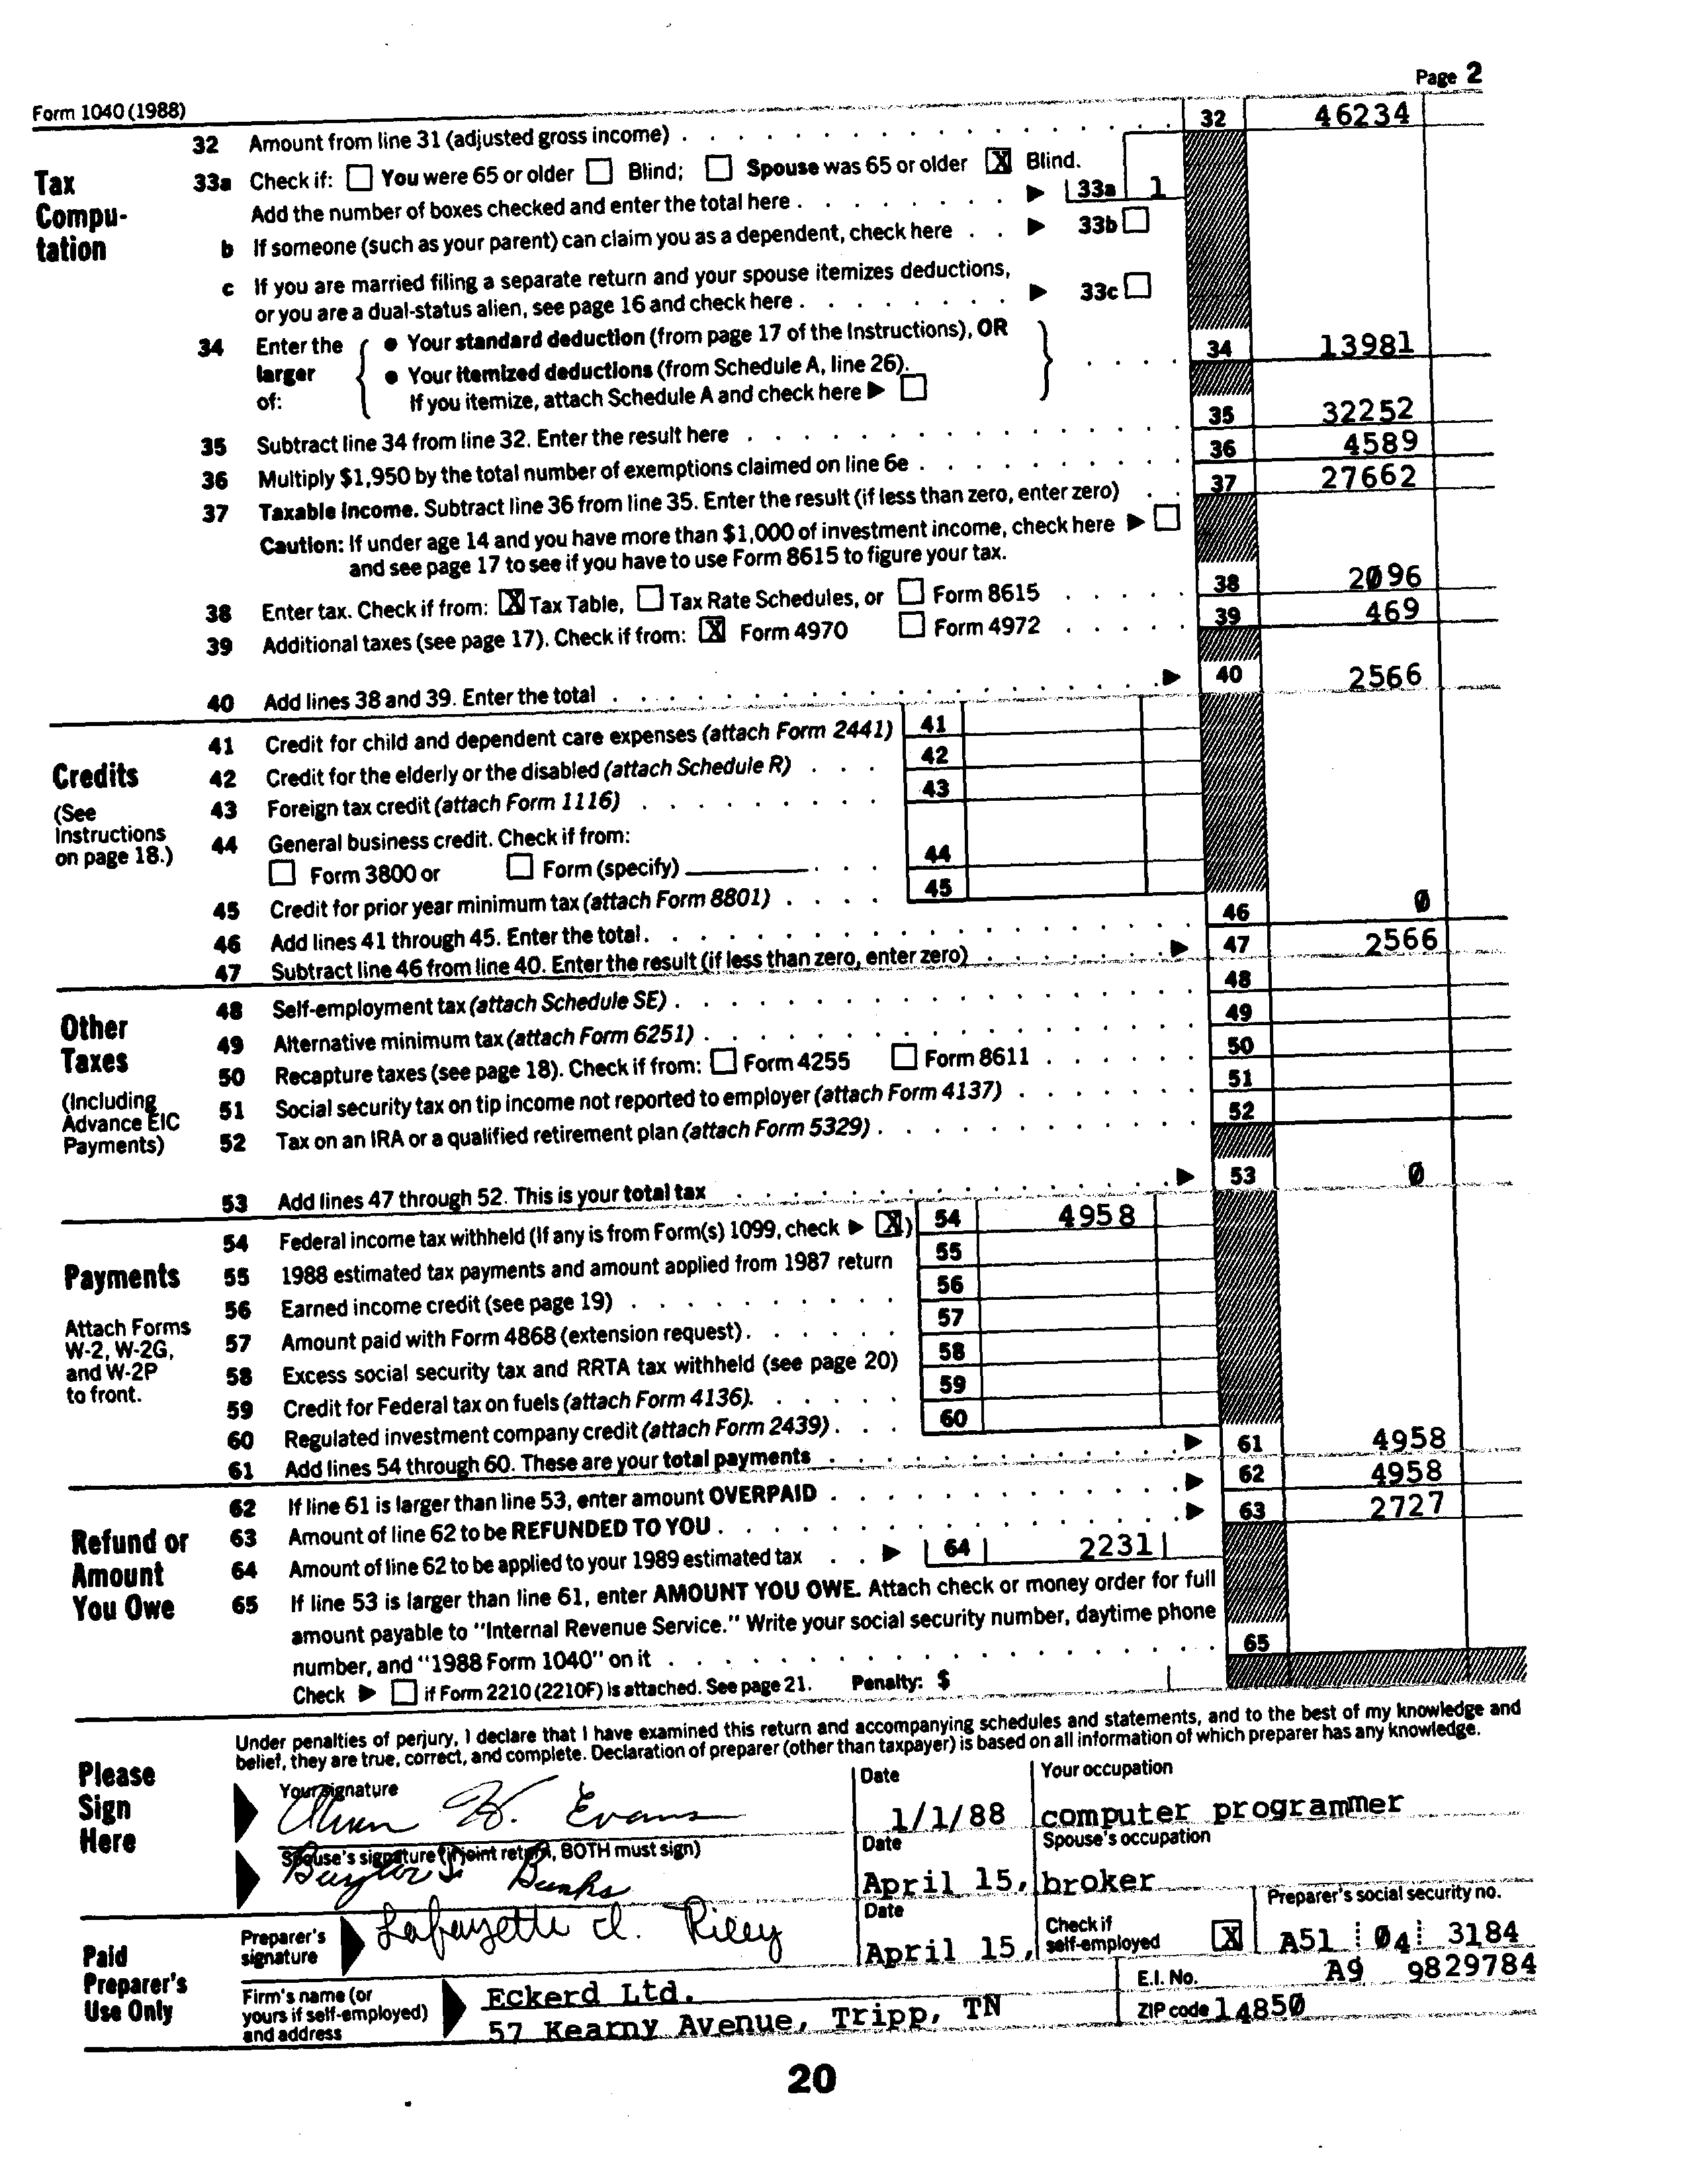 Page 2
Form 1040 (1988)
32 Amount from line 31 (adjusted gross income) 32 46234
Tax Compu-tation
33a Check if: You were 65 or older Blind; Spouse was 65 or older X Blind.
Add the number of boxes checked and enter the total here 33a 1
b If someone (such as your parent) can claim you as a dependent, check here 33b
c If you are married filing a separate return and your spouse itemizes deductions,
or you are a dual-status alien, see page 16 and check here 33c
34 Enter the larger of: • Your standard deduction (from page 17 of the Instructions), OR 34 13981
• Your itemized deductions (from Schedule A, line 26).
If you itemize, attach Schedule A and check here
35 Subtract line 34 from line 32. Enter the result here 35 32252
36 Multiply $1,950 by the total number of exemptions claimed on line 6e 36 4589
37 Taxable income. Subtract line 36 from line 35. Enter the result (if less than zero, enter zero) 37 27662
Caution: If under age 14 and you have more than $1,000 of investment income, check here
and see page 17 to see if you have to use Form 8615 to figure your tax.
38 Enter tax. Check if from: X Tax Table, Tax Rate Schedules, or Form 8615 38 2096
39 Additional taxes (see page 17). Check if from: X Form 4970 Form 4972 39 469
40 Add lines 38 and 39. Enter the total 40 2566
Credits
(See Instructions on page 18.)
41 Credit for child and dependent care expenses (attach Form 2441) 41
42 Credit for the elderly or the disabled (attach Schedule R) 42
43 Foreign tax credit (attach Form 1116) 43
44 General business credit. Check if from:
Form 3800 or Form (specify) 44
45 Credit for prior year minimum tax (attach Form 8801) 45
46 Add lines 41 through 45. Enter the total. 46 0
47 Subtract line 46 from line 40. Enter the result (if less than zero, enter zero) 47 2566
Other Taxes
(Including Advance EIC Payments)
48 Self-employment tax (attach Schedule SE) 48
49 Alternative minimum tax (attach Form 6251) 49
50 Recapture taxes (see page 18). Check if from: Form 4255 Form 8611 50
51 Social security tax on tip income not reported to employer (attach Form 4137) 51
52 Tax on an IRA or a qualified retirement plan (attach Form 5329) 52
53 Add lines 47 through 52. This is your total tax 53 0
Payments
Attach Forms W-2, W-2G, and W-2P to front.
54 Federal income tax withheld (If any is from Form(s) 1099, check X) 54 4958
55 1988 estimated tax payments and amount applied from 1987 return 55
56 Earned income credit (see page 19) 56
57 Amount paid with Form 4868 (extension request) 57
58 Excess social security tax and RRTA tax withheld (see page 20) 58
59 Credit for Federal tax on fuels (attach Form 4136) 59
60 Regulated investment company credit (attach Form 2439) 60
61 Add lines 54 through 60. These are your total payments 61 4958
Refund or Amount You Owe
62 If line 61 is larger than line 53, enter amount OVERPAID 62 4958
63 Amount of line 62 to be REFUNDED TO YOU 63 2727
64 Amount of line 62 to be applied to your 1989 estimated tax 64 2231
65 If line 53 is larger than line 61, enter AMOUNT YOU OWE. Attach check or money order for full
amount payable to "Internal Revenue Service." Write your social security number, daytime phone
number, and "1988 Form 1040" on it 65
Check if Form 2210 (2210F) is attached. See page 21. Penalty: $
Please Sign Here
Under penalties of perjury, I declare that I have examined this return and accompanying schedules and statements, and to the best of my knowledge and
belief, they are true, correct, and complete. Declaration of preparer (other than taxpayer) is based on all information of which preparer has any knowledge.
Your signature Date Your occupation
W. Evans 1/1/88 computer programmer
Spouse's signature (if joint return, BOTH must sign) Date Spouse's occupation
Banks April 15, broker
Paid Preparer's Use Only
Preparer's signature Lafayette A. Riley Date April 15, Check if self-employed X Preparer's social security no. A51 04 3184
Firm's name (or yours if self-employed) and address Eckerd Ltd. E.I. No. A9 9829784
57 Kearny Avenue, Tripp, TN ZIP code 14850
20